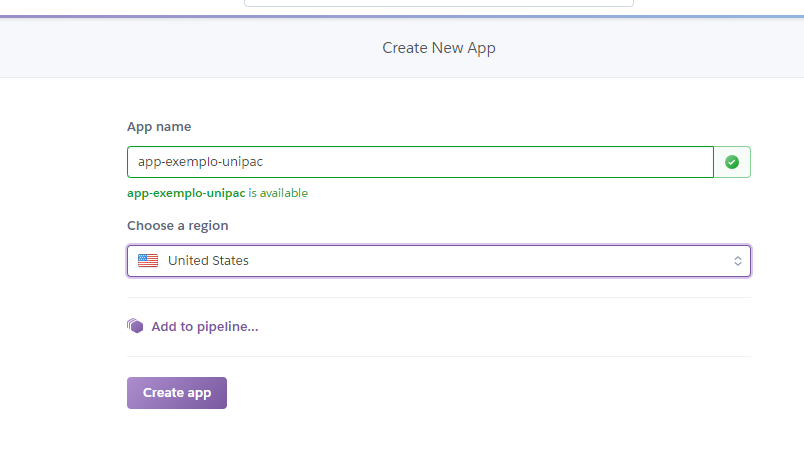 Create New App
App name
app-exemplo-unipac
app-exemplo-unipac is available
Choose a region
United States
Add to pipeline...
Create app